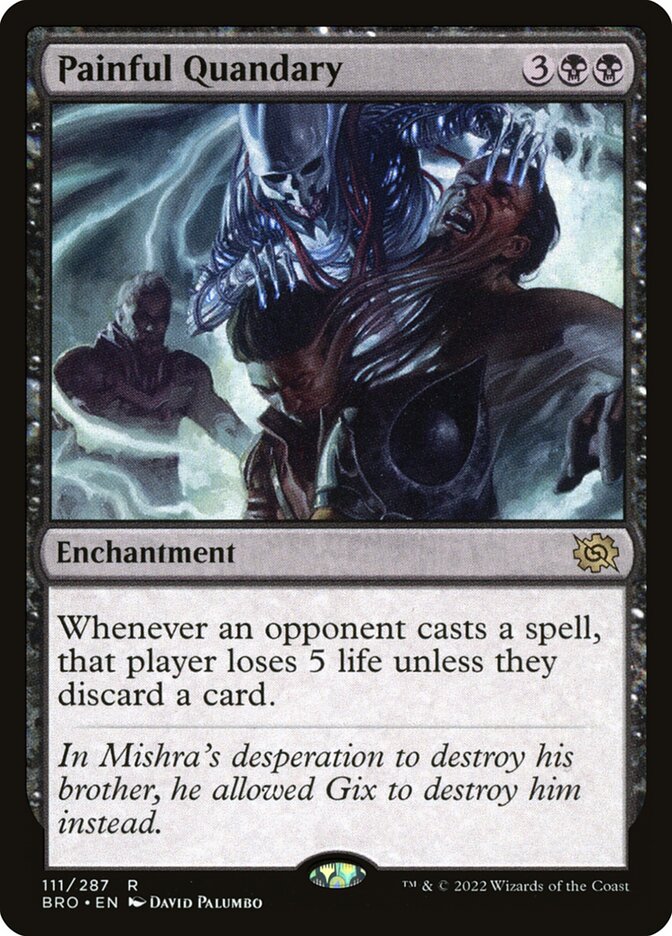 Painful Quandary 3
Enchantment
Whenever an opponent casts a spell,
that player loses 5 life unless they
discard a card.
In Mishra's desperation to destroy his
brother, he allowed Gix to destroy him
instead.
111/287 R
BRO • EN DAVID PALUMBO
™ & © 2022 Wizards of the Coast